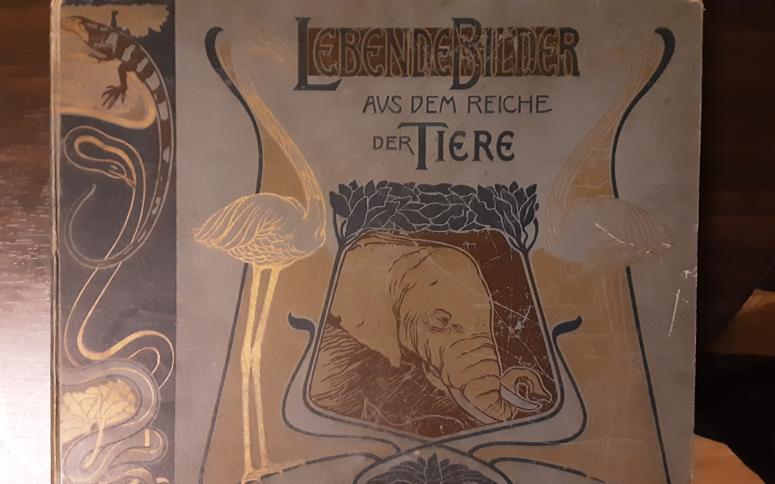 LEBENDE BILDER
AUS DEM REICHE
DER TIERE